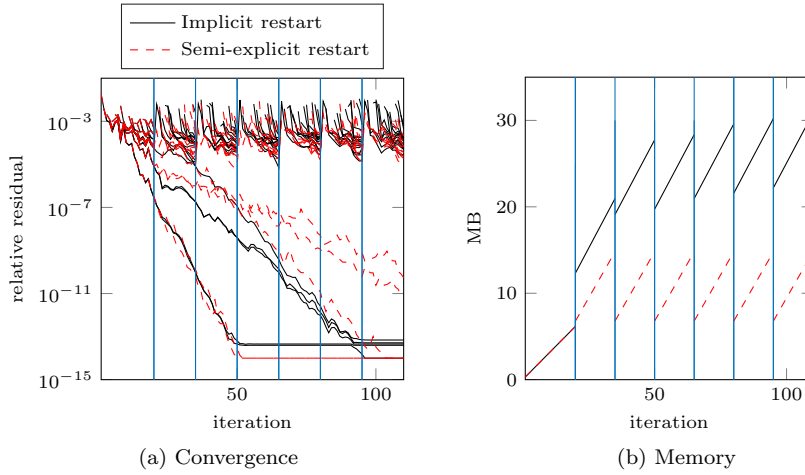 Implicit restart
Semi-explicit restart
10⁻³
10⁻⁷
10⁻¹¹
10⁻¹⁵
relative residual
50
100
iteration
(a) Convergence
30
20
10
0
MB
50
100
iteration
(b) Memory